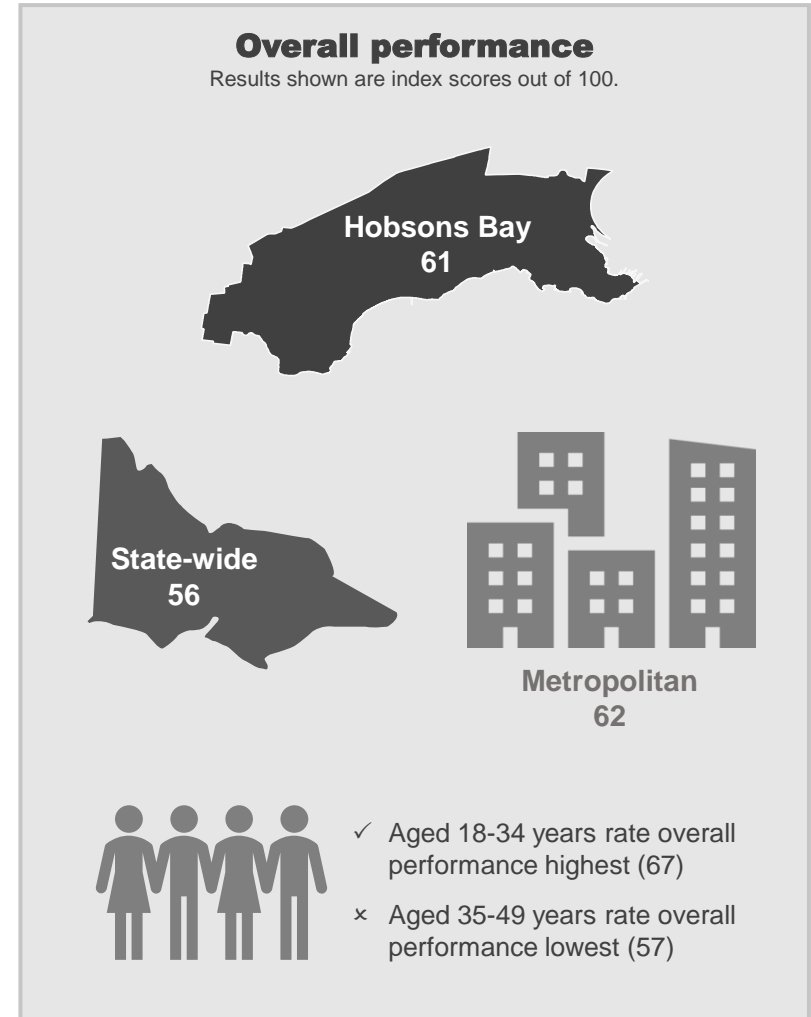 Overall performance
Results shown are index scores out of 100.
Hobsons Bay
61
State-wide
56
Metropolitan
62
✓ Aged 18-34 years rate overall
performance highest (67)
× Aged 35-49 years rate overall
performance lowest (57)